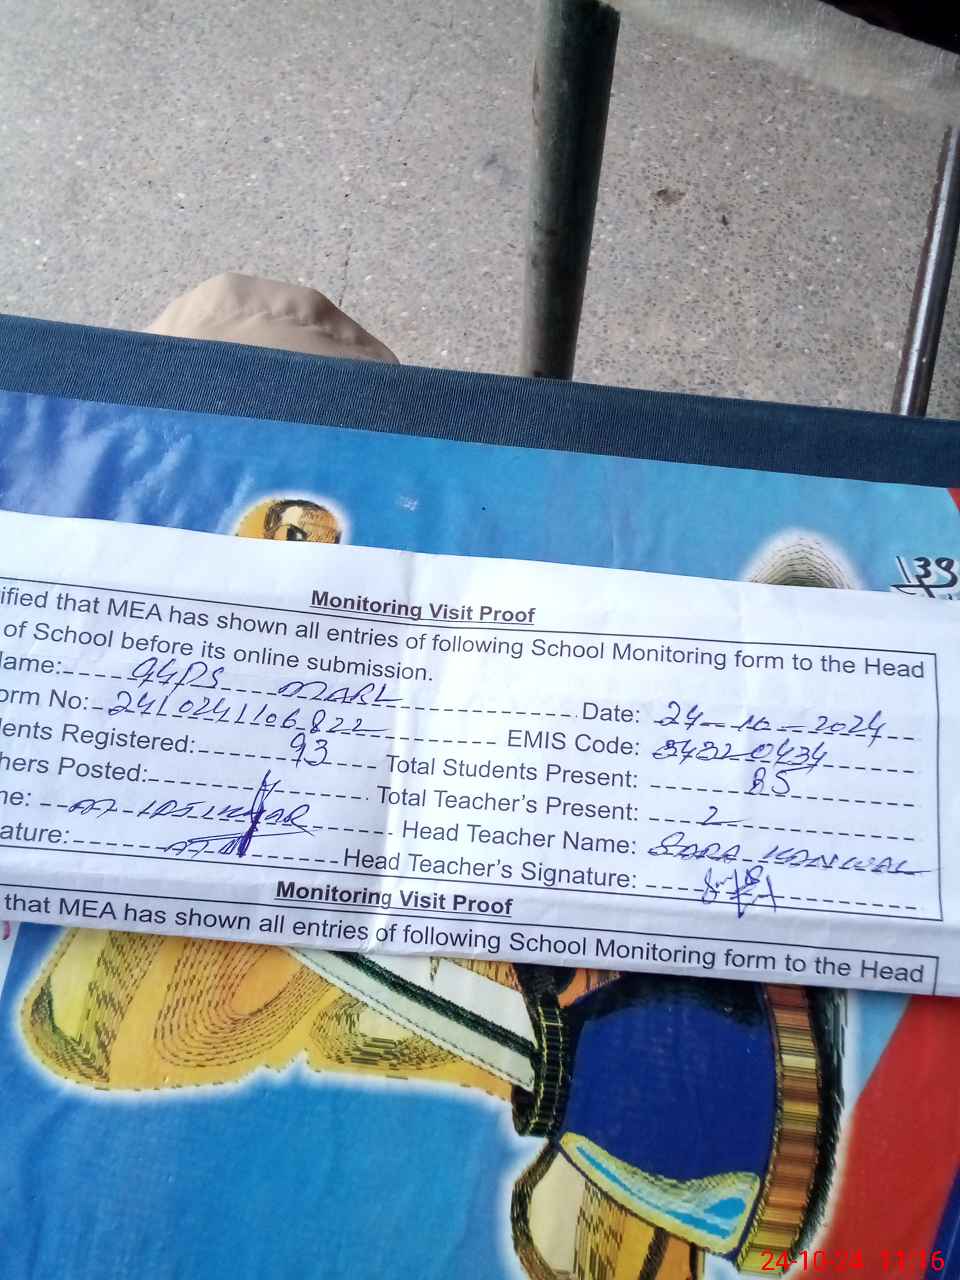 138
Monitoring Visit Proof
ified that MEA has shown all entries of following School Monitoring form to the Head
of School before its online submission.
Name: GGPS MARL Date: 24-10-2024
orm No: 2410241106822 EMIS Code:
dents Registered: 93 Total Students Present: 85
hers Posted: Total Teacher's Present: 2
ne: Head Teacher Name: SARA KANWAL
ature: Head Teacher's Signature:
Monitoring Visit Proof
that MEA has shown all entries of following School Monitoring form to the Head
24-10-24 11:16